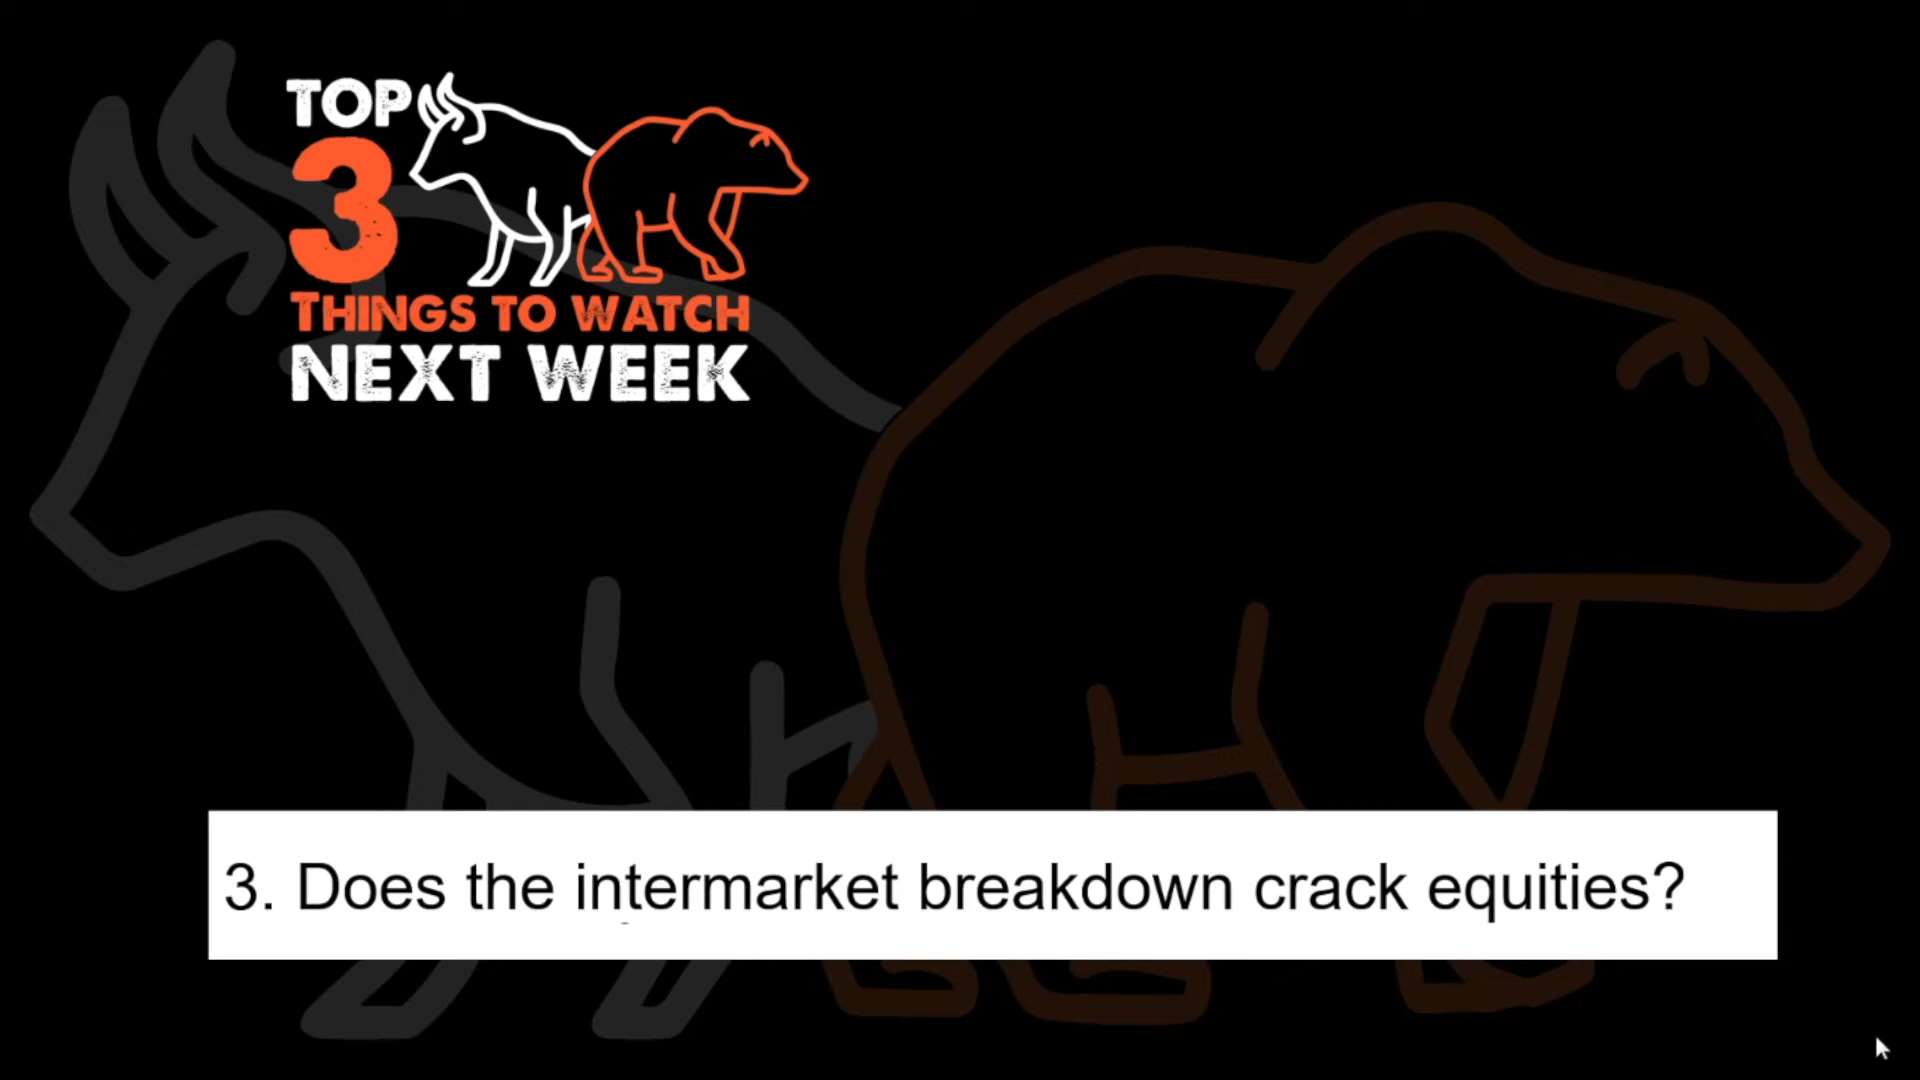 TOP
3
THINGS TO WATCH
NEXT WEEK
3. Does the intermarket breakdown crack equities?